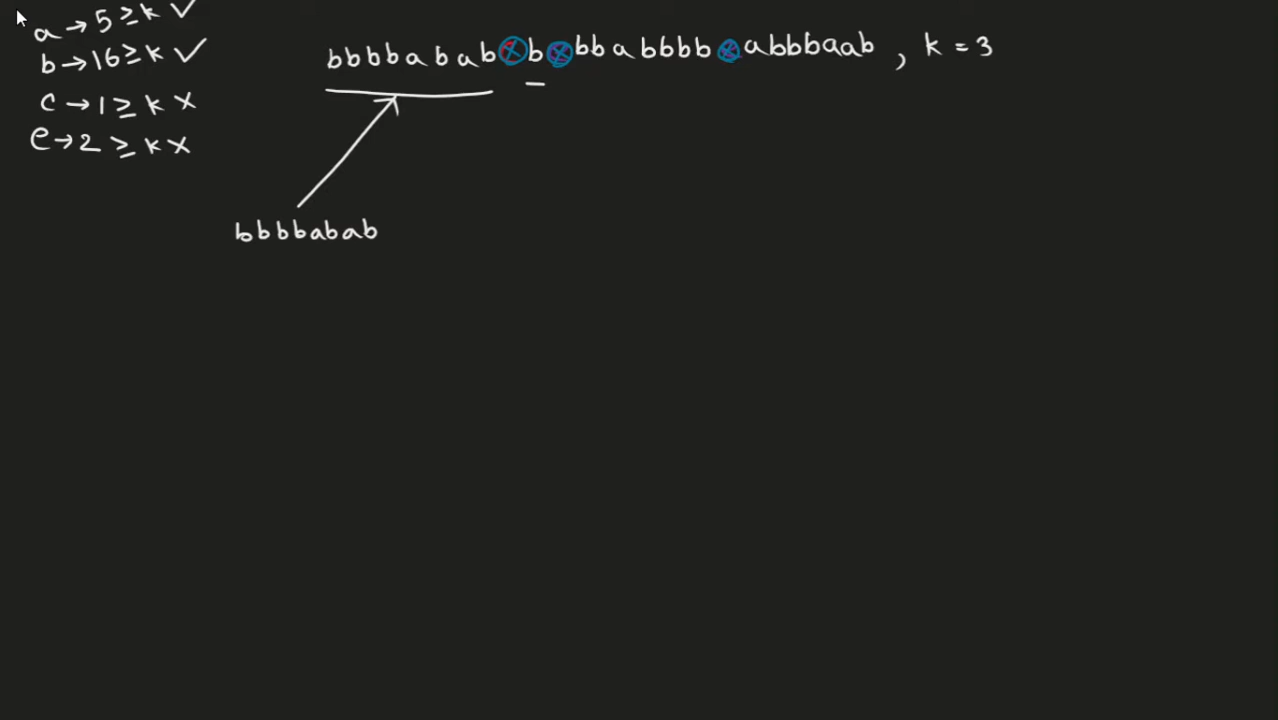 a → 5 ≥ k ✓
b → 16 ≥ k ✓
c → 1 ≥ k ×
e → 2 ≥ k ×
bbbbabab b bbabbbb abbbaab , k = 3
bbbbabab